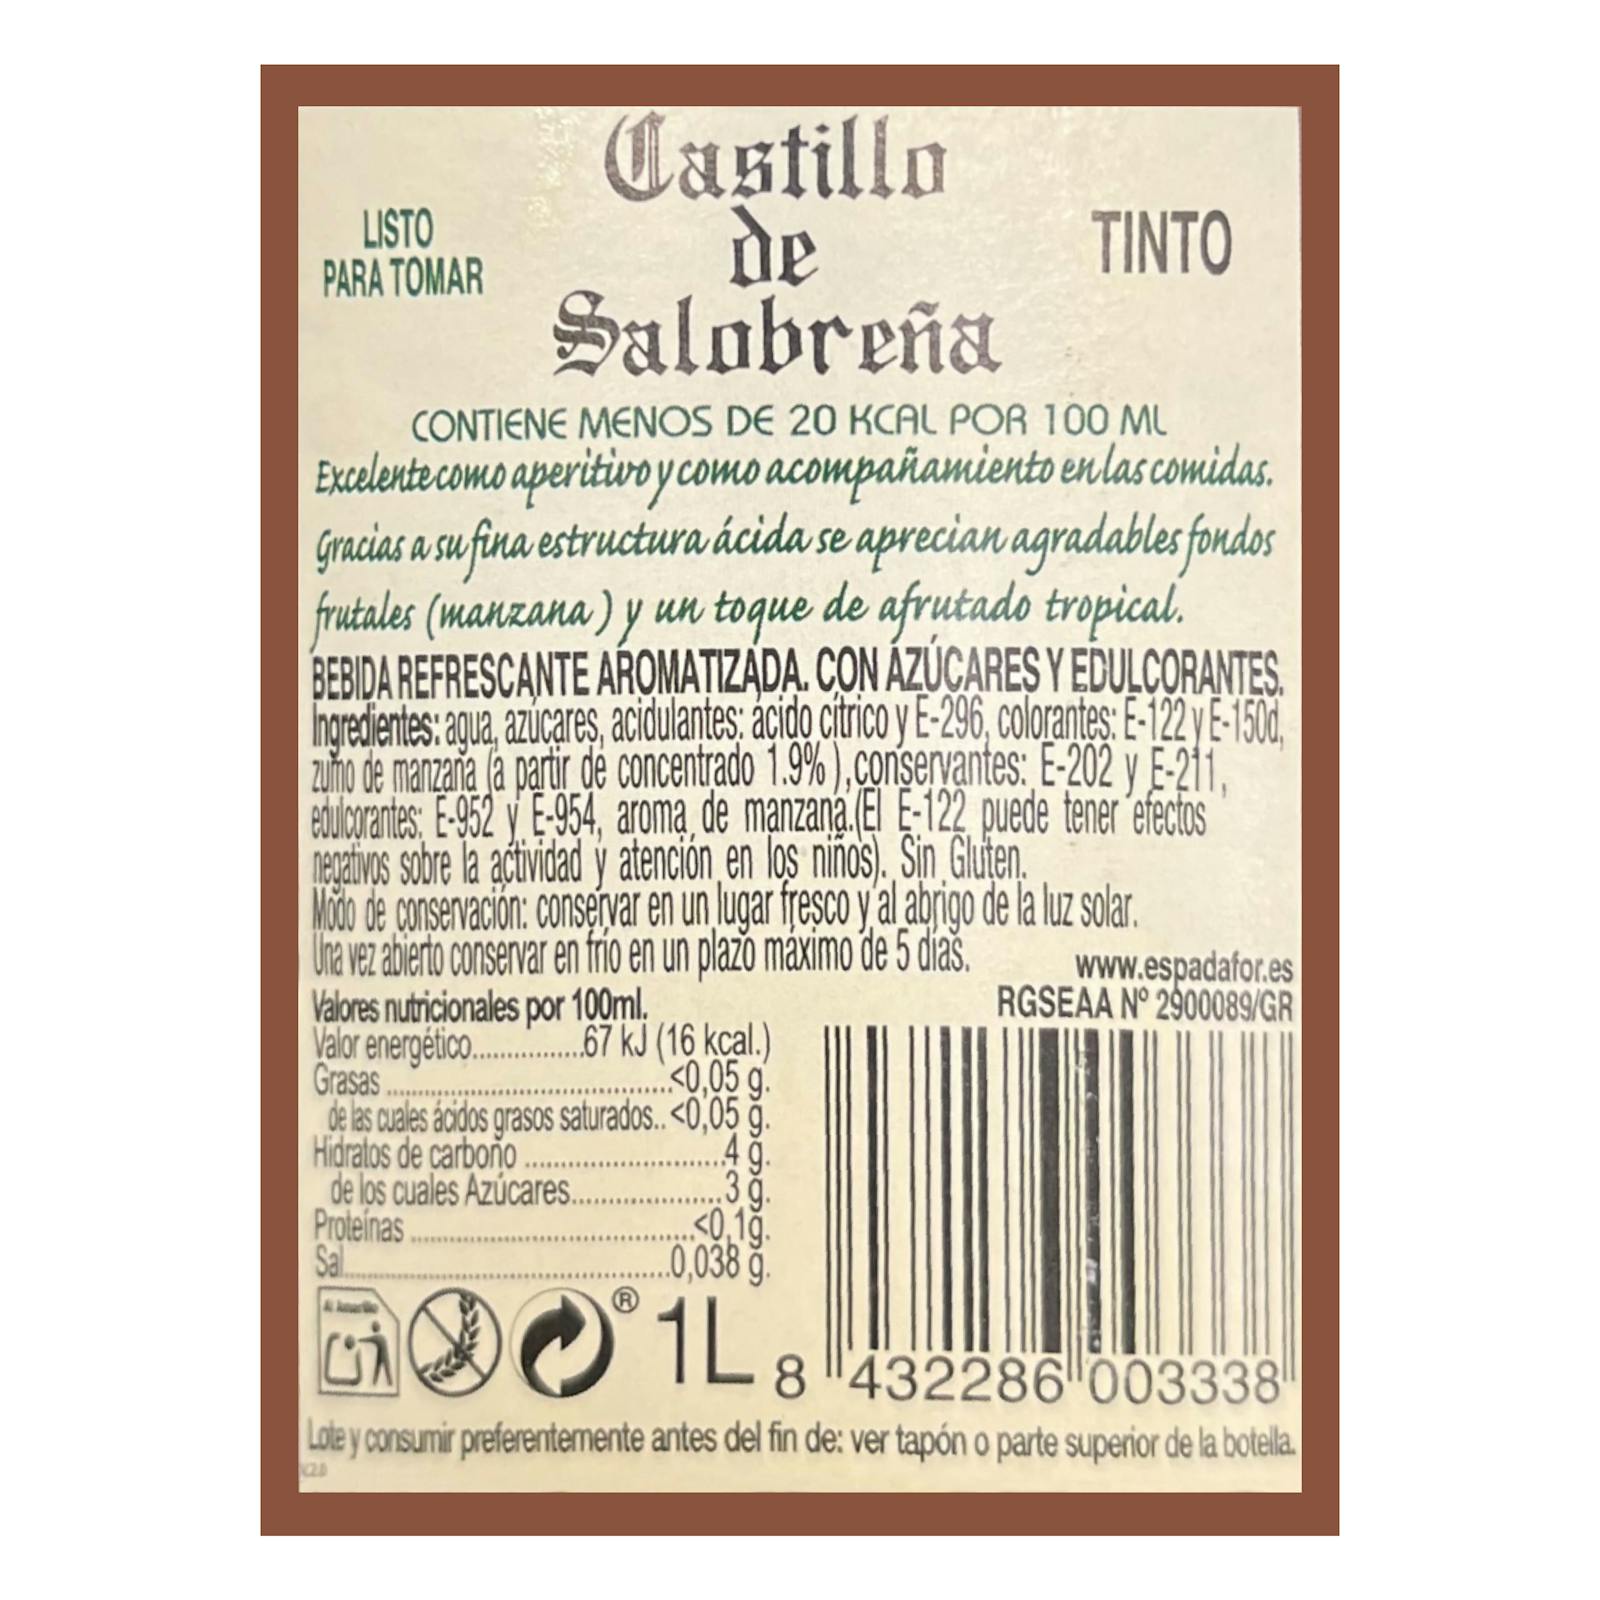 Castillo
de
Salobreña
LISTO
PARA TOMAR
TINTO
CONTIENE MENOS DE 20 KCAL POR 100 ML
Excelente como aperitivo y como acompañamiento en las comidas.
Gracias a su fina estructura ácida se aprecian agradables fondos
frutales (manzana) y un toque de afrutado tropical.
BEBIDA REFRESCANTE AROMATIZADA. CON AZÚCARES Y EDULCORANTES.
Ingredientes: agua, azúcares, acidulantes: ácido cítrico y E-296, colorantes: E-122 y E-150d,
zumo de manzana (a partir de concentrado 1.9% ),conservantes: E-202 y E-211,
edulcorantes: E-952 y E-954, aroma de manzana.(El E-122 puede tener efectos
negativos sobre la actividad y atención en los niños). Sin Gluten.
Modo de conservación: conservar en un lugar fresco y al abrigo de la luz solar.
Una vez abierto conservar en frío en un plazo máximo de 5 días.
www.espadafor.es
RGSEAA Nº 2900089/GR
Valores nutricionales por 100ml.
Valor energético...............67 kJ (16 kcal.)
Grasas ...............<0,05 g.
de las cuales ácidos grasos saturados.. <0,05 g.
Hidratos de carbono ...............4 g.
de los cuales Azúcares...............3 g.
Proteínas ...............<0,1g.
Sal...............0,038 g.
Al Amarillo
® 1L
8 432286 003338
Lote y consumir preferentemente antes del fin de: ver tapón o parte superior de la botella.